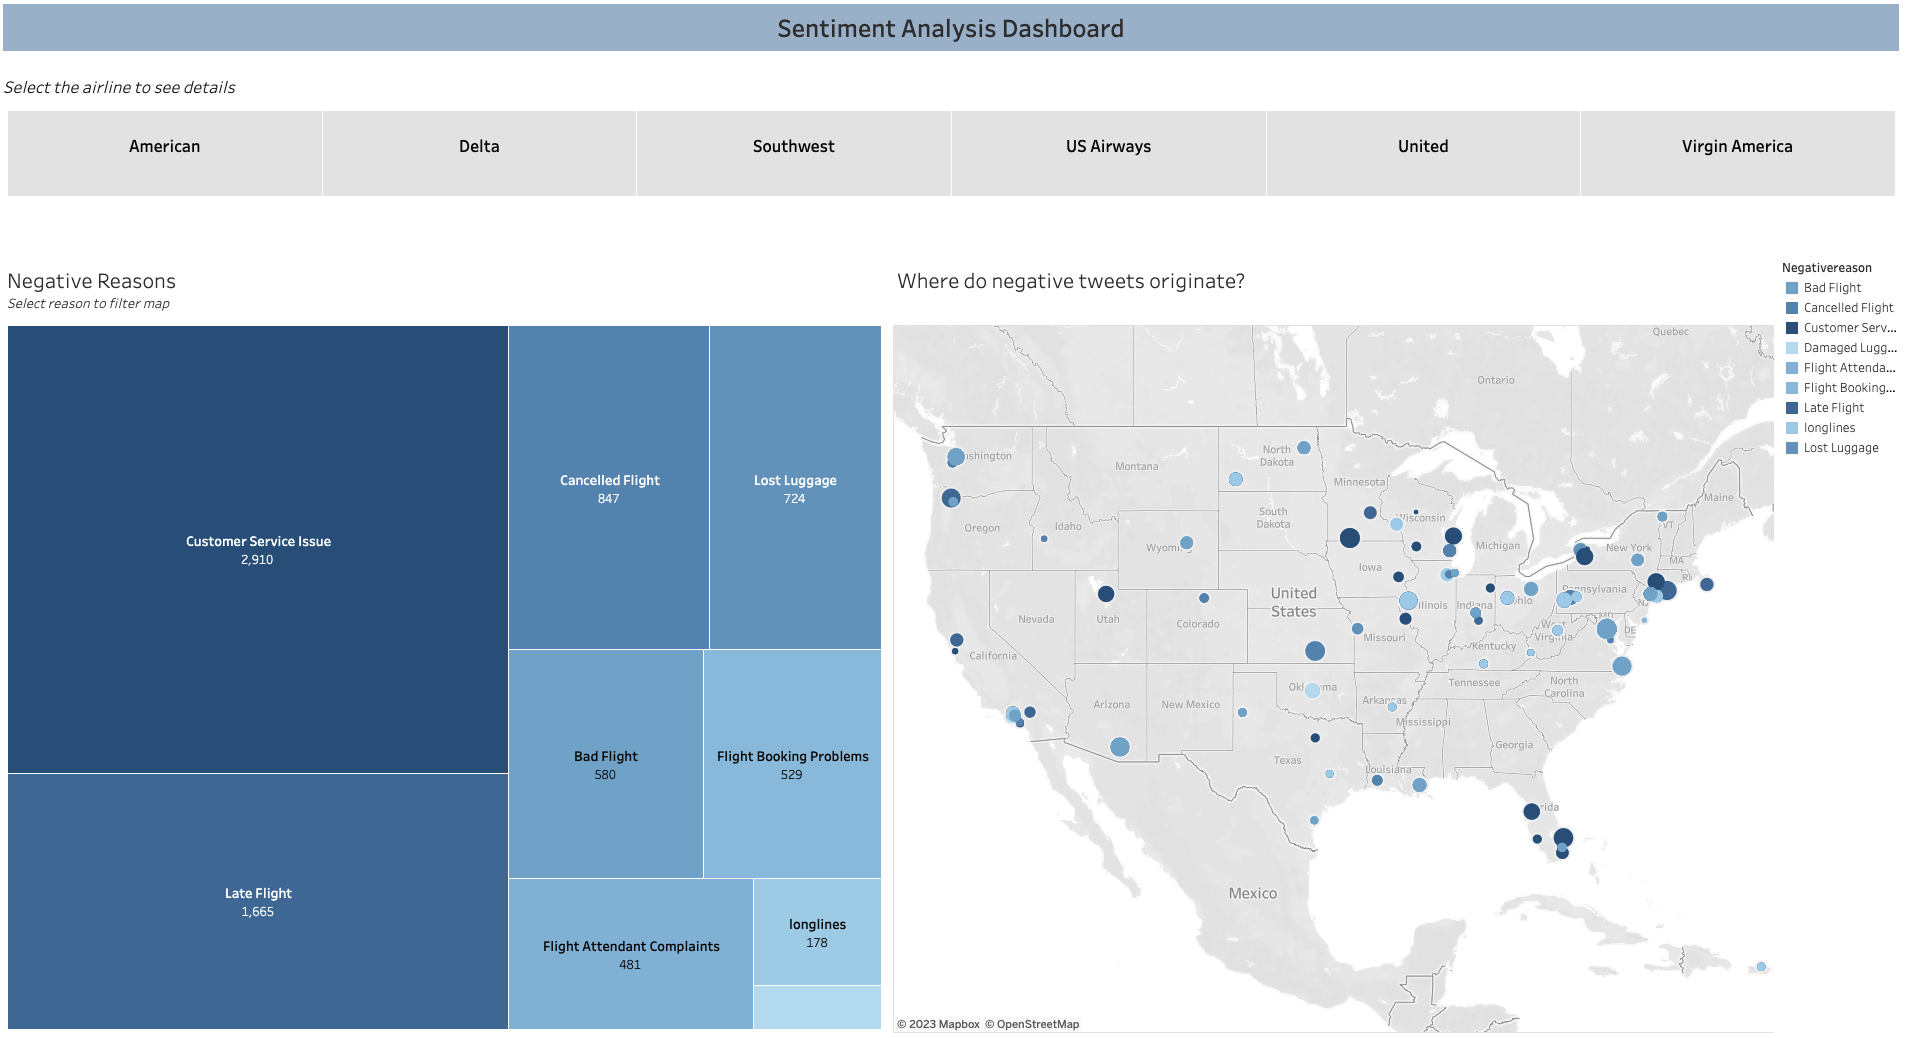 Sentiment Analysis Dashboard
Select the airline to see details
American
Delta
Southwest
US Airways
United
Virgin America
Negative Reasons
Select reason to filter map
Customer Service Issue
2,910
Late Flight
1,665
Cancelled Flight
847
Lost Luggage
724
Bad Flight
580
Flight Booking Problems
529
Flight Attendant Complaints
481
longlines
178
Where do negative tweets originate?
Quebec
Ontario
shington
Montana
North
Dakota
Minnesota
Maine
Oregon
Idaho
South
Dakota
Wisconsin
VT
Wyoming
Michigan
New York
Iowa
MA
RI
United
States
Illinois
Indiana
Ohio
Pennsylvania
NJ
Nevada
Utah
Colorado
Missouri
West
Virginia
MD
DE
California
Kentucky
Oklahoma
Tennessee
North
Carolina
Arizona
New Mexico
Arkansas
Mississippi
Georgia
Texas
Louisiana
rida
Mexico
© 2023 Mapbox © OpenStreetMap
Negativereason
Bad Flight
Cancelled Flight
Customer Serv...
Damaged Lugg...
Flight Attenda...
Flight Booking...
Late Flight
longlines
Lost Luggage